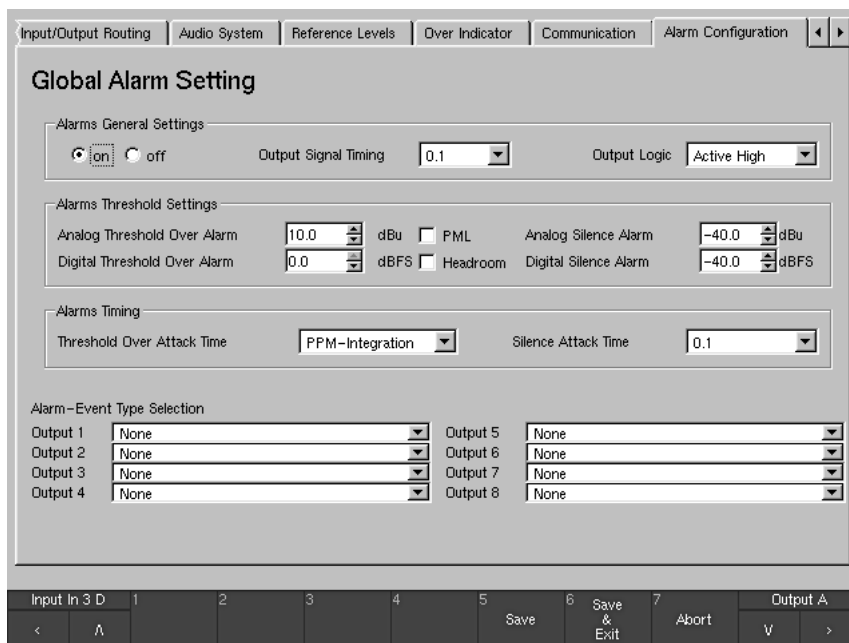 Input/Output Routing Audio System Reference Levels Over Indicator Communication Alarm Configuration
Global Alarm Setting
Alarms General Settings
on off Output Signal Timing 0.1 Output Logic Active High
Alarms Threshold Settings
Analog Threshold Over Alarm 10.0 dBu PML Analog Silence Alarm -40.0 dBu
Digital Threshold Over Alarm 0.0 dBFS Headroom Digital Silence Alarm -40.0 dBFS
Alarms Timing
Threshold Over Attack Time PPM-Integration Silence Attack Time 0.1
Alarm-Event Type Selection
Output 1 None Output 5 None
Output 2 None Output 6 None
Output 3 None Output 7 None
Output 4 None Output 8 None
Input In 3 D 1 2 3 4 5 6 7 Output A
< Λ Save Save & Exit Abort V >